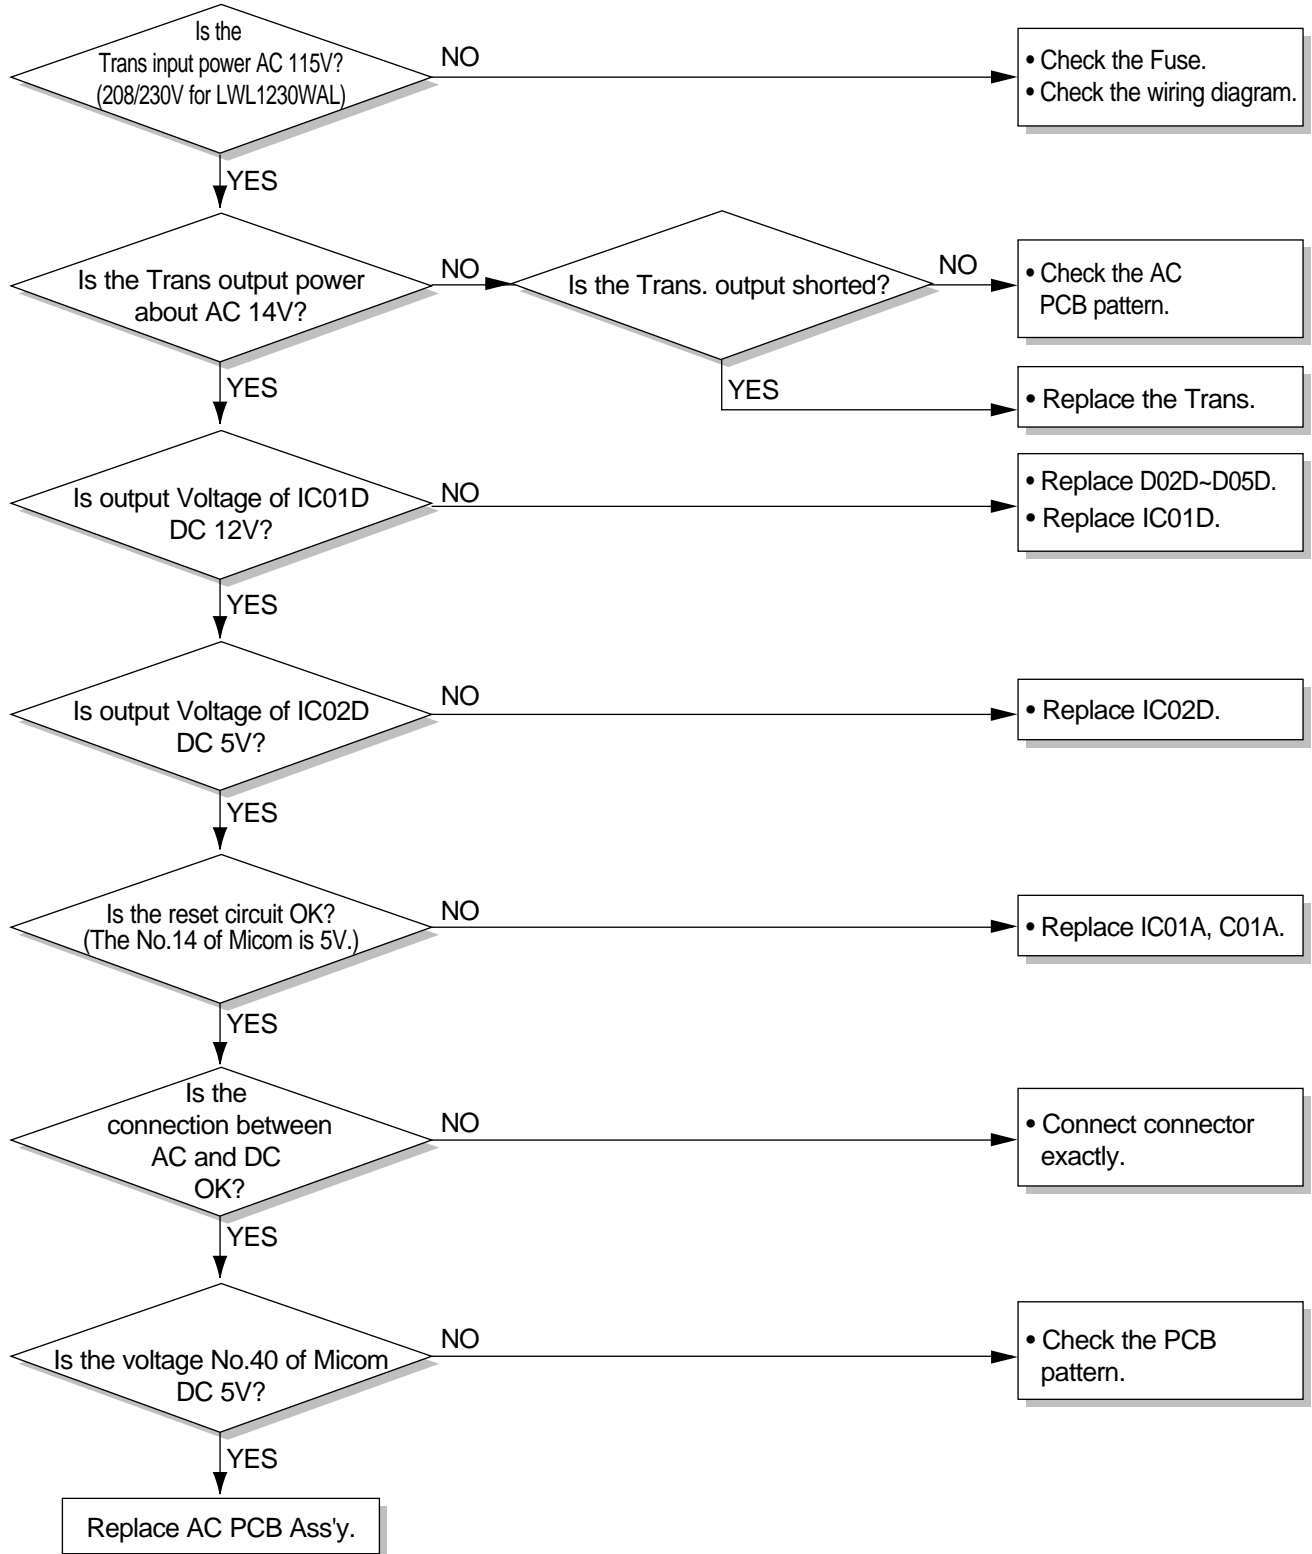 Is the
Trans input power AC 115V?
(208/230V for LWL1230WAL)
NO
• Check the Fuse.
• Check the wiring diagram.
YES
Is the Trans output power
about AC 14V?
NO
Is the Trans. output shorted?
NO
• Check the AC
PCB pattern.
YES
YES
• Replace the Trans.
Is output Voltage of IC01D
DC 12V?
NO
• Replace D02D~D05D.
• Replace IC01D.
YES
Is output Voltage of IC02D
DC 5V?
NO
• Replace IC02D.
YES
Is the reset circuit OK?
(The No.14 of Micom is 5V.)
NO
• Replace IC01A, C01A.
YES
Is the
connection between
AC and DC
OK?
NO
• Connect connector
exactly.
YES
Is the voltage No.40 of Micom
DC 5V?
NO
• Check the PCB
pattern.
YES
Replace AC PCB Ass'y.